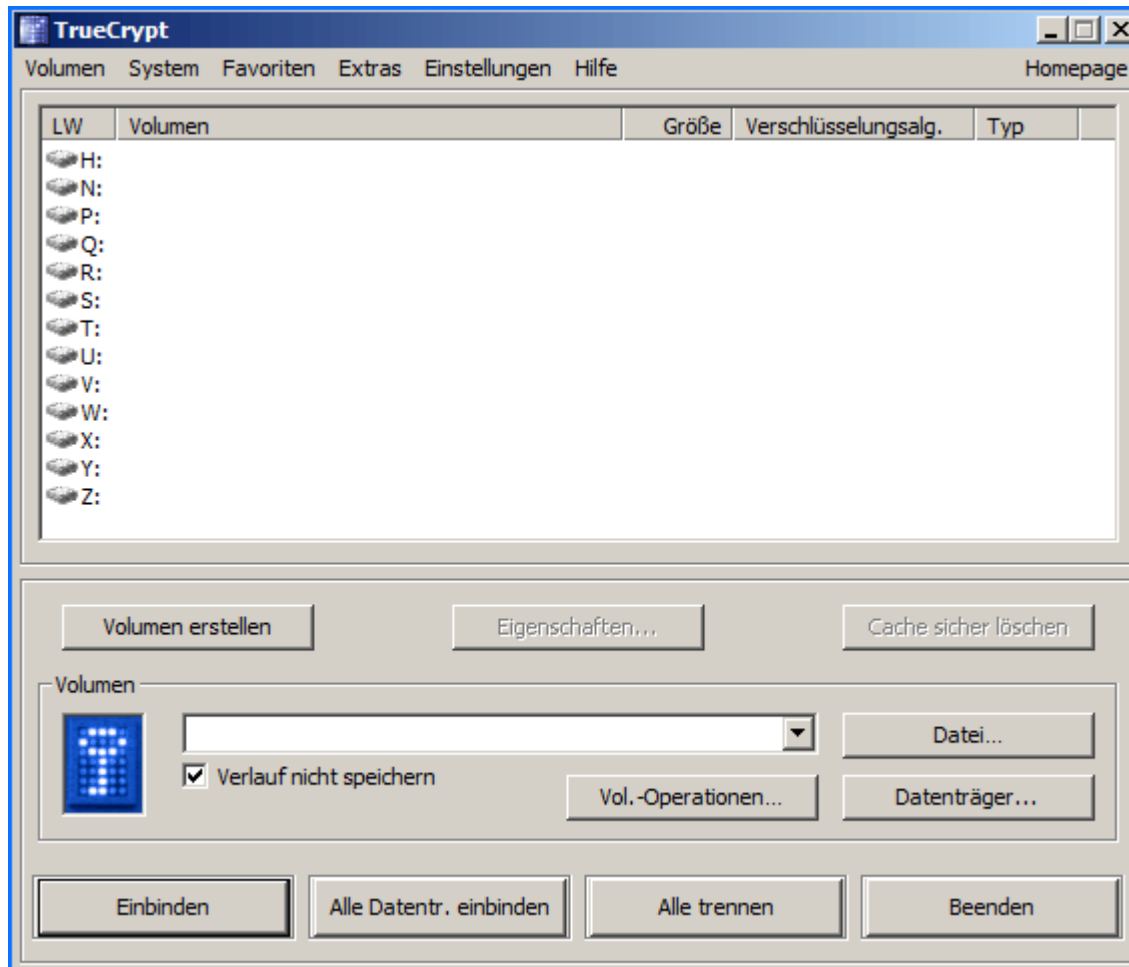 TrueCrypt
Volumen System Favoriten Extras Einstellungen Hilfe Homepage
LW Volumen Größe Verschlüsselungsalg. Typ
H:
N:
P:
Q:
R:
S:
T:
U:
V:
W:
X:
Y:
Z:
Volumen erstellen Eigenschaften... Cache sicher löschen
Volumen
Datei...
Verlauf nicht speichern
Vol.-Operationen... Datenträger...
Einbinden Alle Datentr. einbinden Alle trennen Beenden